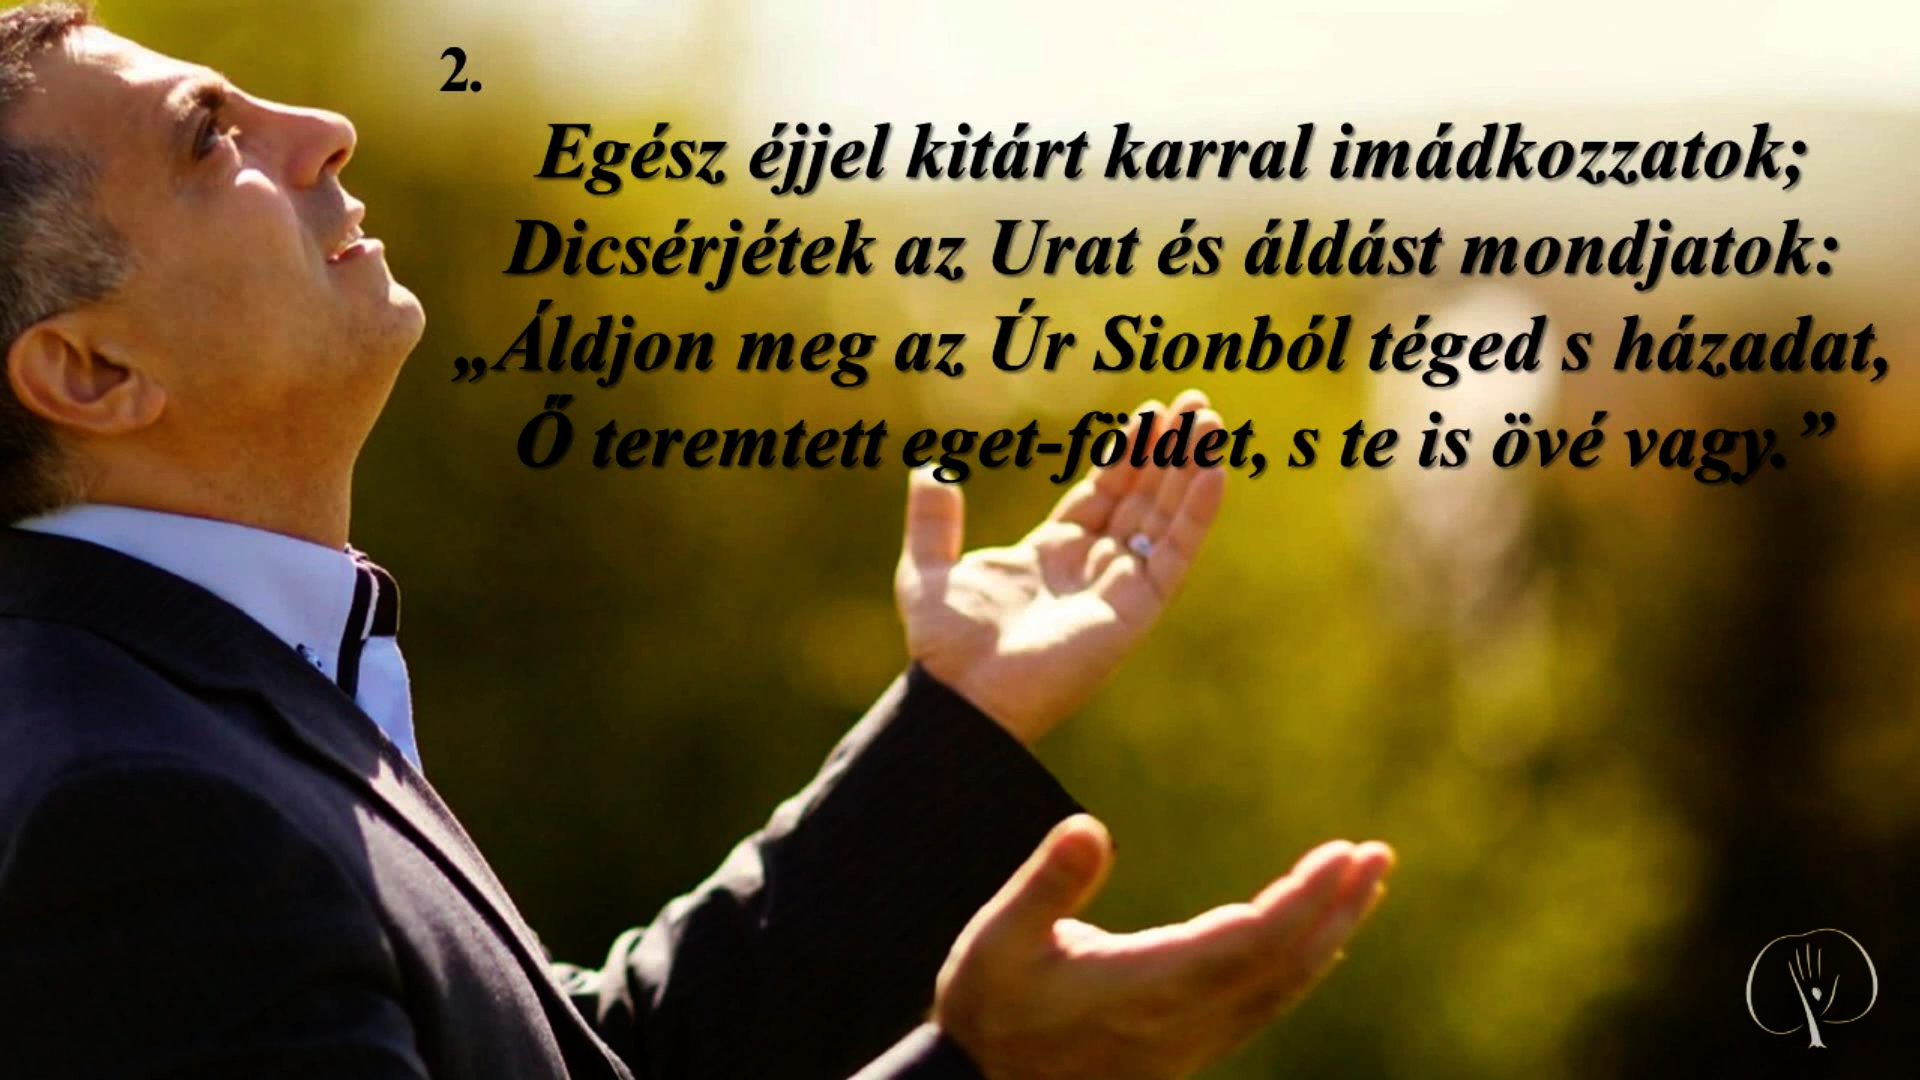 2.
Egész éjjel kitárt karral imádkozzatok;
Dicsérjétek az Urat és áldást mondjatok:
„Áldjon meg az Úr Sionból téged s házadat,
Ő teremtett eget-földet, s te is övé vagy.”